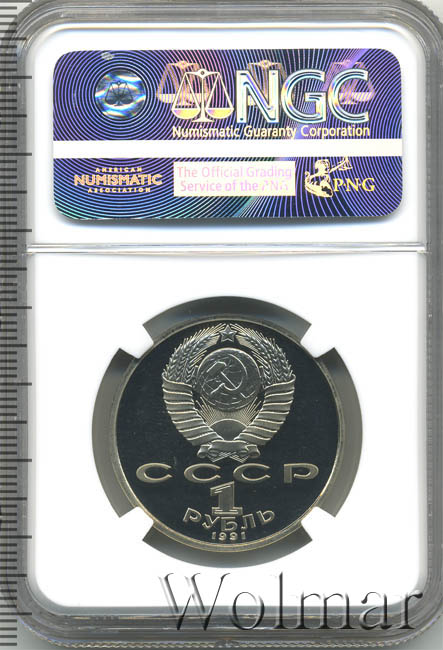 NGC
Numismatic Guaranty Corporation
AMERICAN
NUMISMATIC
ASSOCIATION
The Official Grading
Service of the PNG
P·N·G
СССР
1
РУБЛЬ
1991
Wolmar